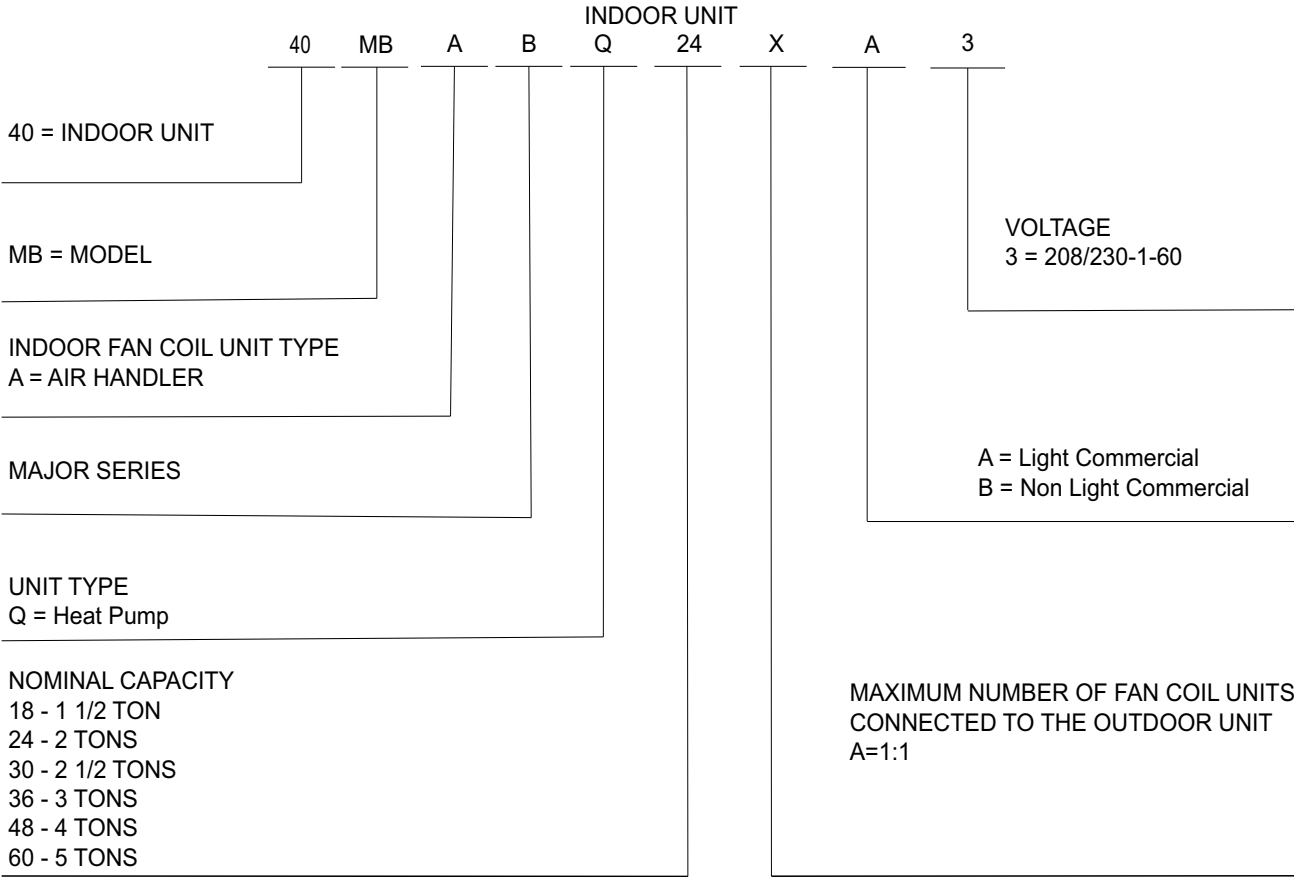 INDOOR UNIT
40 MB A B Q 24 X A 3
40 = INDOOR UNIT
MB = MODEL
INDOOR FAN COIL UNIT TYPE
A = AIR HANDLER
MAJOR SERIES
UNIT TYPE
Q = Heat Pump
NOMINAL CAPACITY
18 - 1 1/2 TON
24 - 2 TONS
30 - 2 1/2 TONS
36 - 3 TONS
48 - 4 TONS
60 - 5 TONS
VOLTAGE
3 = 208/230-1-60
A = Light Commercial
B = Non Light Commercial
MAXIMUM NUMBER OF FAN COIL UNITS
CONNECTED TO THE OUTDOOR UNIT
A=1:1